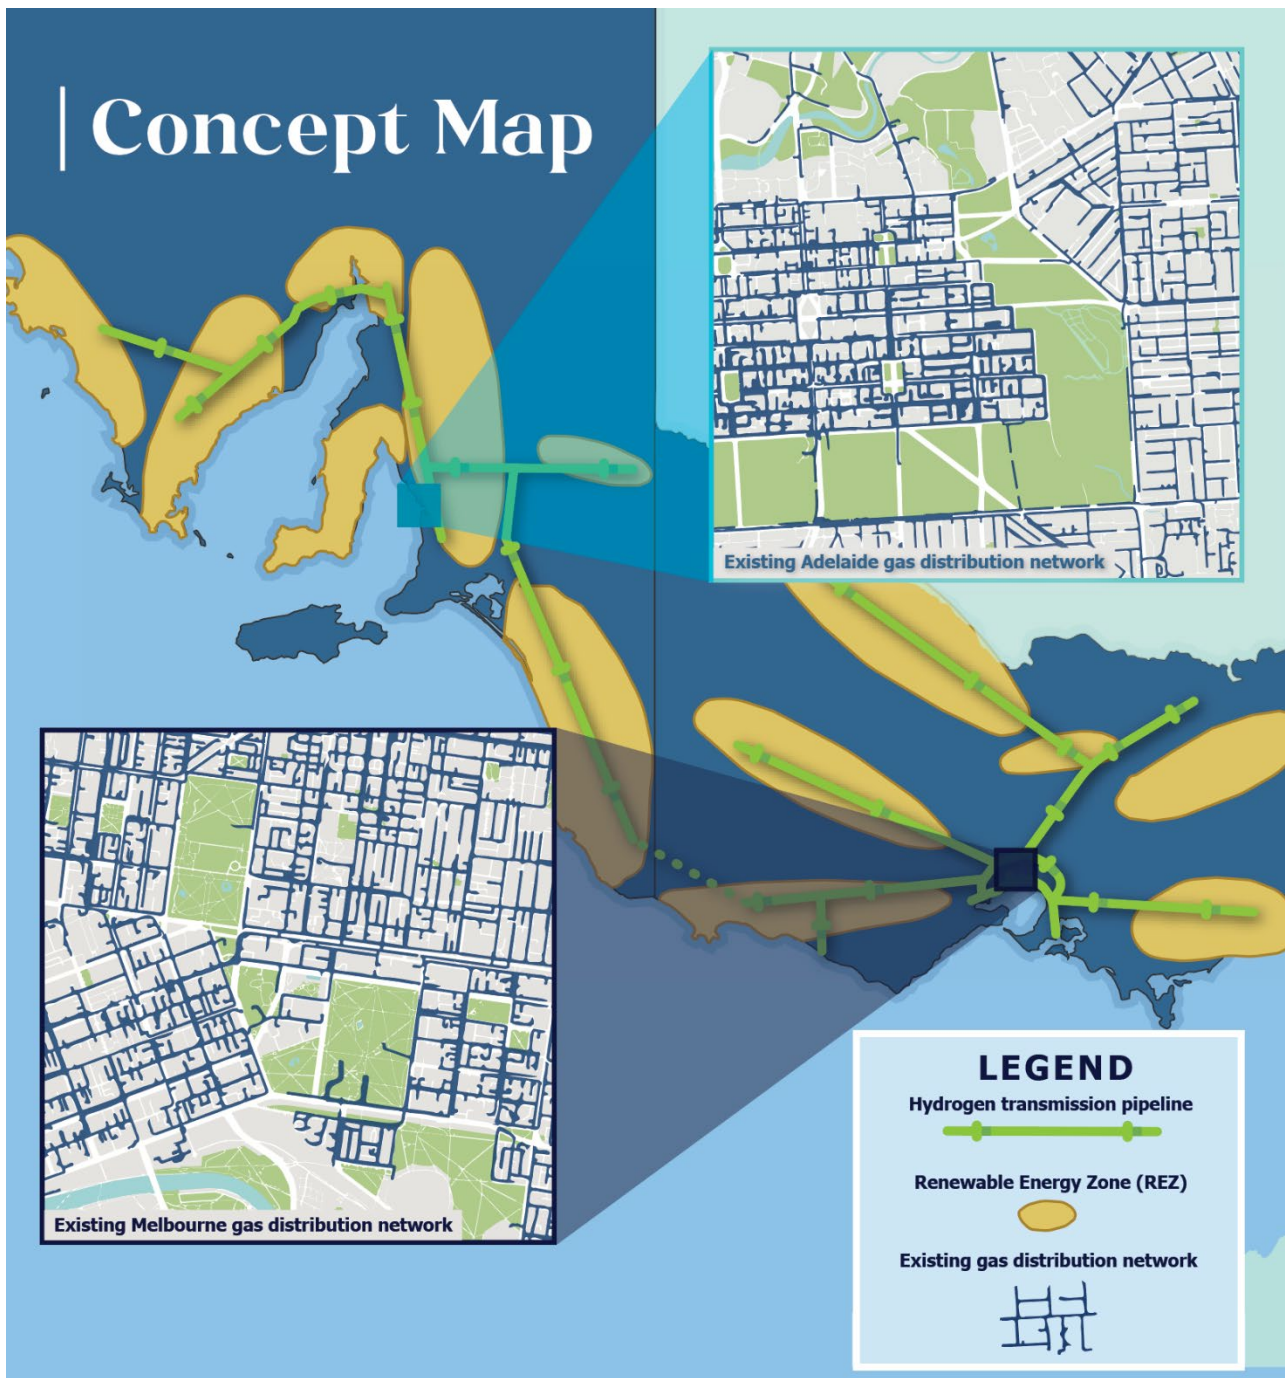 Concept Map
Existing Adelaide gas distribution network
Existing Melbourne gas distribution network
LEGEND
Hydrogen transmission pipeline
Renewable Energy Zone (REZ)
Existing gas distribution network